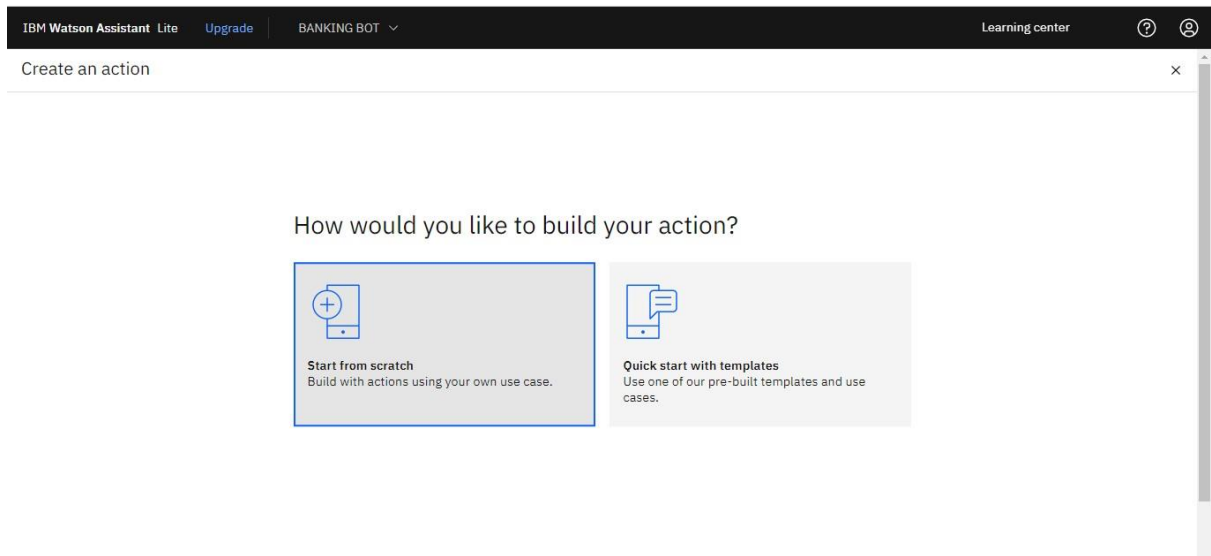 IBM Watson Assistant Lite Upgrade BANKING BOT Learning center
Create an action
How would you like to build your action?
Start from scratch
Build with actions using your own use case.
Quick start with templates
Use one of our pre-built templates and use
cases.